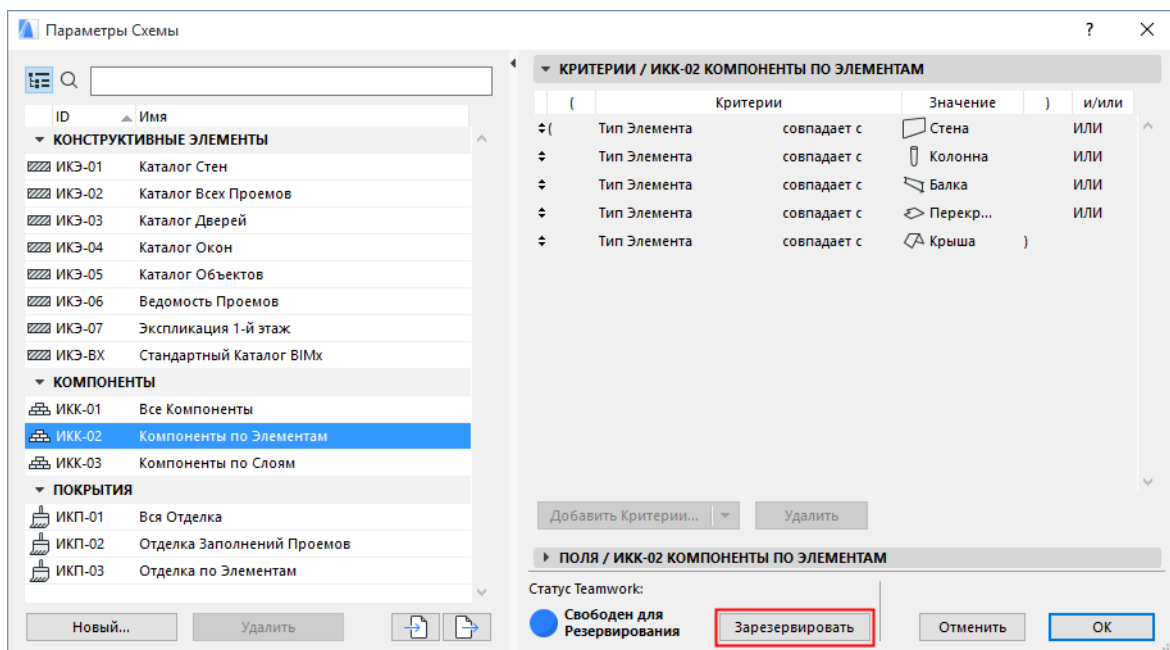 Параметры Схемы
?
ID Имя
КОНСТРУКТИВНЫЕ ЭЛЕМЕНТЫ
ИКЭ-01 Каталог Стен
ИКЭ-02 Каталог Всех Проемов
ИКЭ-03 Каталог Дверей
ИКЭ-04 Каталог Окон
ИКЭ-05 Каталог Объектов
ИКЭ-06 Ведомость Проемов
ИКЭ-07 Экспликация 1-й этаж
ИКЭ-BX Стандартный Каталог BIMx
КОМПОНЕНТЫ
ИКК-01 Все Компоненты
ИКК-02 Компоненты по Элементам
ИКК-03 Компоненты по Слоям
ПОКРЫТИЯ
ИКП-01 Вся Отделка
ИКП-02 Отделка Заполнений Проемов
ИКП-03 Отделка по Элементам
Новый... Удалить
КРИТЕРИИ / ИКК-02 КОМПОНЕНТЫ ПО ЭЛЕМЕНТАМ
( Критерии Значение ) и/или
( Тип Элемента совпадает с Стена ИЛИ
Тип Элемента совпадает с Колонна ИЛИ
Тип Элемента совпадает с Балка ИЛИ
Тип Элемента совпадает с Перекр... ИЛИ
Тип Элемента совпадает с Крыша )
Добавить Критерии... Удалить
ПОЛЯ / ИКК-02 КОМПОНЕНТЫ ПО ЭЛЕМЕНТАМ
Статус Teamwork:
Свободен для
Резервирования
Зарезервировать
Отменить
ОК